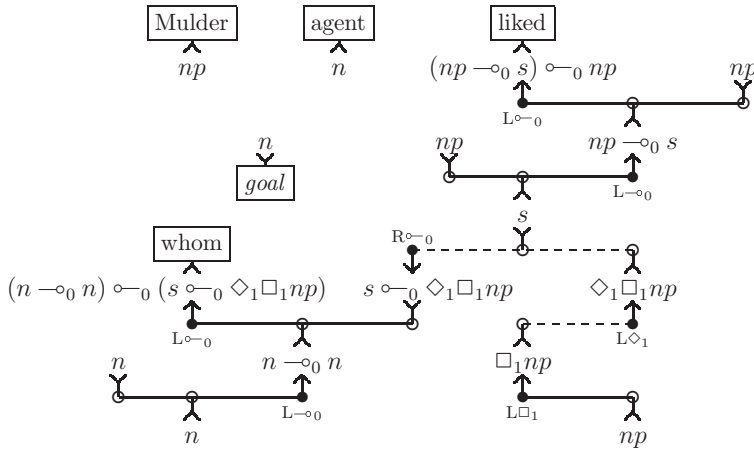 Mulder agent liked
np n (np ⊸₀ s) ⟜₀ np np
L⟜₀
n np np ⊸₀ s
goal L⊸₀
s
whom R⟜₀
(n ⊸₀ n) ⟜₀ (s ⟜₀ ◇₁□₁np) s ⟜₀ ◇₁□₁np ◇₁□₁np
L⟜₀ L◇₁
n n ⊸₀ n □₁np
L⊸₀ L□₁
n np